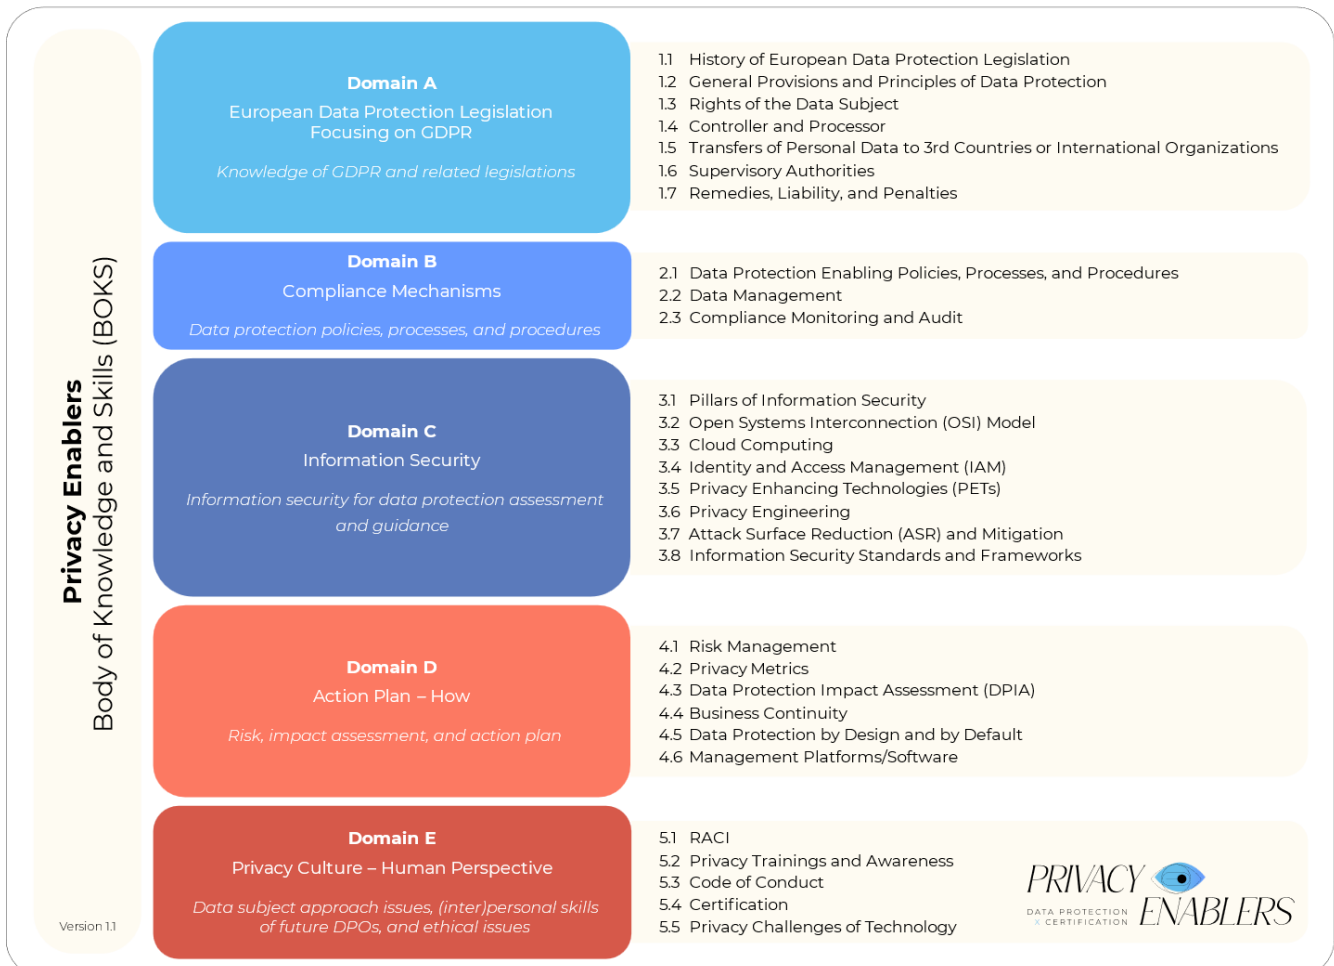 Privacy Enablers
Body of Knowledge and Skills (BOKS)
Version 1.1
Domain A
European Data Protection Legislation
Focusing on GDPR
Knowledge of GDPR and related legislations
1.1 History of European Data Protection Legislation
1.2 General Provisions and Principles of Data Protection
1.3 Rights of the Data Subject
1.4 Controller and Processor
1.5 Transfers of Personal Data to 3rd Countries or International Organizations
1.6 Supervisory Authorities
1.7 Remedies, Liability, and Penalties
Domain B
Compliance Mechanisms
Data protection policies, processes, and procedures
2.1 Data Protection Enabling Policies, Processes, and Procedures
2.2 Data Management
2.3 Compliance Monitoring and Audit
Domain C
Information Security
Information security for data protection assessment
and guidance
3.1 Pillars of Information Security
3.2 Open Systems Interconnection (OSI) Model
3.3 Cloud Computing
3.4 Identity and Access Management (IAM)
3.5 Privacy Enhancing Technologies (PETs)
3.6 Privacy Engineering
3.7 Attack Surface Reduction (ASR) and Mitigation
3.8 Information Security Standards and Frameworks
Domain D
Action Plan – How
Risk, impact assessment, and action plan
4.1 Risk Management
4.2 Privacy Metrics
4.3 Data Protection Impact Assessment (DPIA)
4.4 Business Continuity
4.5 Data Protection by Design and by Default
4.6 Management Platforms/Software
Domain E
Privacy Culture – Human Perspective
Data subject approach issues, (inter)personal skills
of future DPOs, and ethical issues
5.1 RACI
5.2 Privacy Trainings and Awareness
5.3 Code of Conduct
5.4 Certification
5.5 Privacy Challenges of Technology
PRIVACY
ENABLERS
DATA PROTECTION
× CERTIFICATION